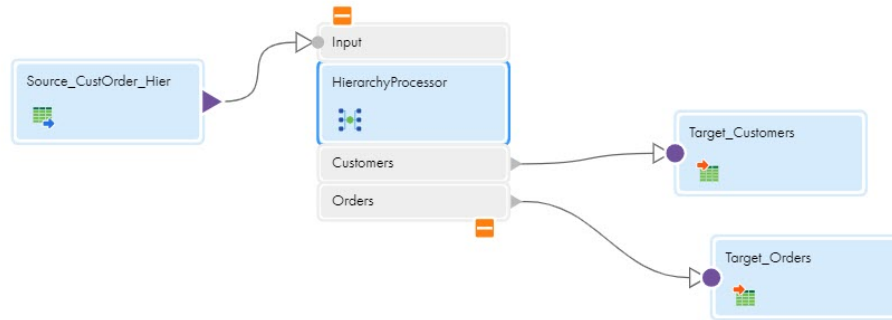 Input
Source_CustOrder_Hier
HierarchyProcessor
Customers
Target_Customers
Orders
Target_Orders